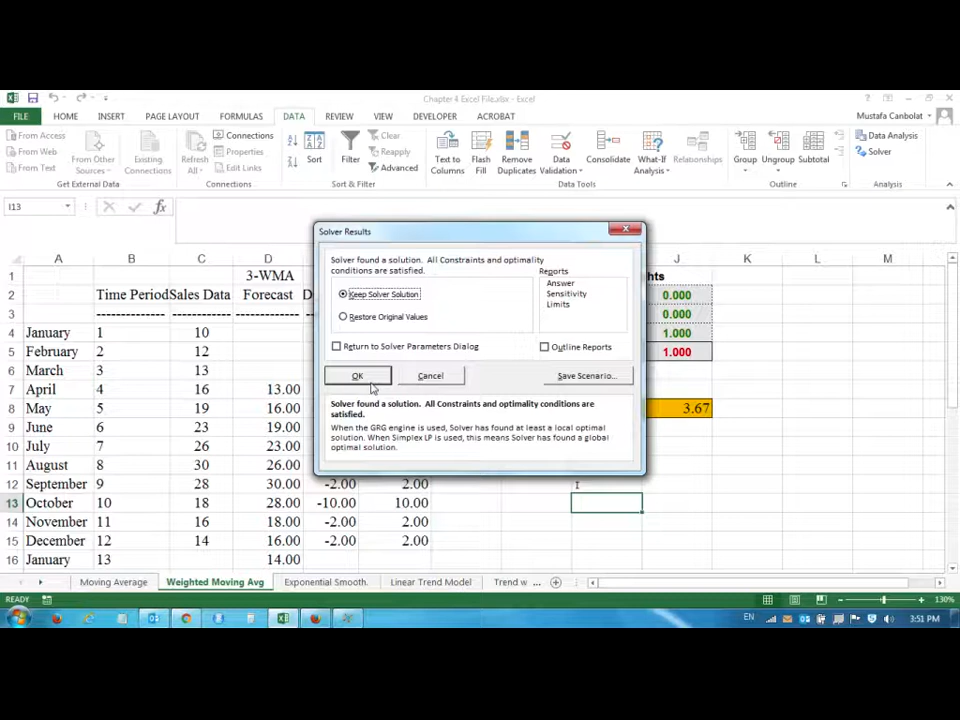 Chapter 4 Excel File.xlsx - Excel
FILE HOME INSERT PAGE LAYOUT FORMULAS DATA REVIEW VIEW DEVELOPER ACROBAT Mustafa Canbolat
From Access
From Web
From Text
From Other Sources
Existing Connections
Get External Data
Refresh All
Connections
Properties
Edit Links
Connections
Sort
Filter
Clear
Reapply
Advanced
Sort & Filter
Text to Columns
Flash Fill
Remove Duplicates
Data Validation
Consolidate
What-If Analysis
Relationships
Data Tools
Group
Ungroup
Subtotal
Outline
Data Analysis
Solver
Analysis
I13 fx
A B C D J K L M
1 3-WMA hts
2 Time Period Sales Data Forecast D 0.000
3 ------------- ------------ ------------ 0.000
4 January 1 10 1.000
5 February 2 12 1.000
6 March 3 13
7 April 4 16 13.00
8 May 5 19 16.00 3.67
9 June 6 23 19.00
10 July 7 26 23.00
11 August 8 30 26.00
12 September 9 28 30.00 -2.00 2.00
13 October 10 18 28.00 -10.00 10.00
14 November 11 16 18.00 -2.00 2.00
15 December 12 14 16.00 -2.00 2.00
16 January 13 14.00
Solver Results
Solver found a solution. All Constraints and optimality
conditions are satisfied.
Reports
Answer
Sensitivity
Limits
Keep Solver Solution
Restore Original Values
Return to Solver Parameters Dialog
Outline Reports
OK Cancel Save Scenario...
Solver found a solution. All Constraints and optimality conditions are
satisfied.
When the GRG engine is used, Solver has found at least a local optimal
solution. When Simplex LP is used, this means Solver has found a global
optimal solution.
Moving Average Weighted Moving Avg Exponential Smooth. Linear Trend Model Trend w ...
READY 130%
EN 3:51 PM